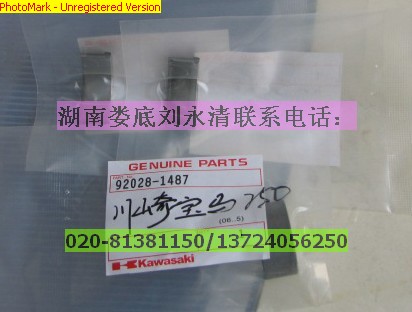 PhotoMark - Unregistered Version
湖南娄底刘永清联系电话:
GENUINE PARTS
92028-1487
川崎宝马750
(06.5)
020-81381150/13724056250
Kawasaki